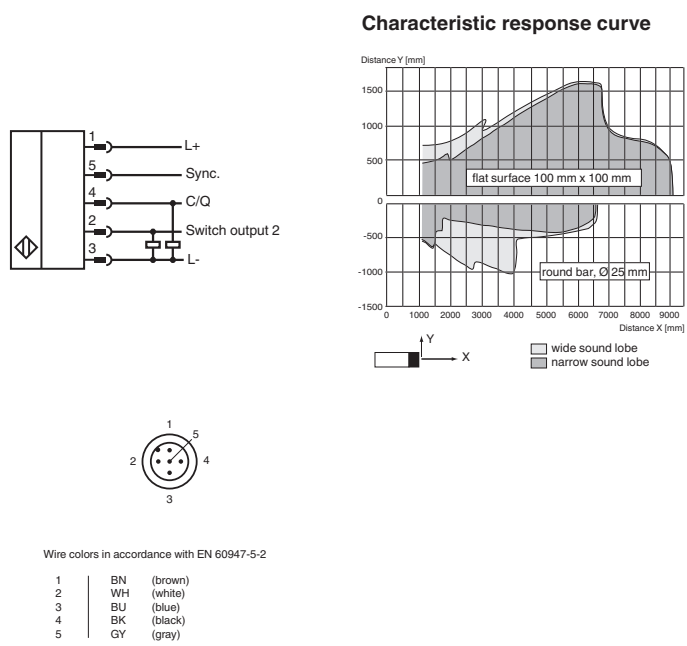 Characteristic response curve
Distance Y [mm]
1500
1000
500
flat surface 100 mm x 100 mm
0
-500
-1000
round bar, Ø 25 mm
-1500
0 1000 2000 3000 4000 5000 6000 7000 8000 9000
Distance X [mm]
Y
X
wide sound lobe
narrow sound lobe
1
L+
5
Sync.
4
C/Q
2
Switch output 2
3
L-
1
5
2
4
3
Wire colors in accordance with EN 60947-5-2
1 BN (brown)
2 WH (white)
3 BU (blue)
4 BK (black)
5 GY (gray)